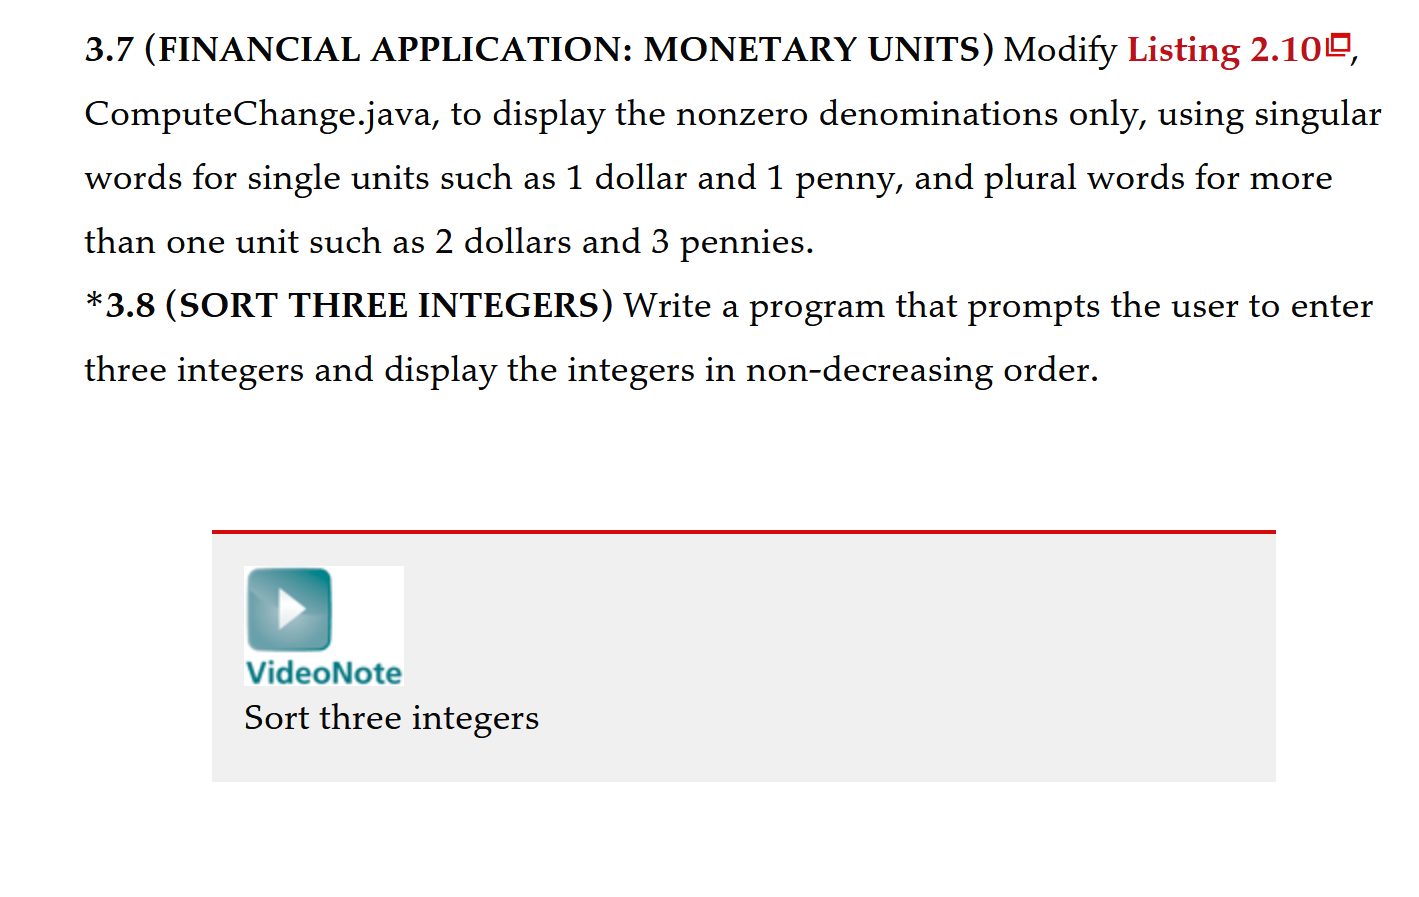 3.7 (FINANCIAL APPLICATION: MONETARY UNITS) Modify Listing 2.10,
ComputeChange.java, to display the nonzero denominations only, using singular
words for single units such as 1 dollar and 1 penny, and plural words for more
than one unit such as 2 dollars and 3 pennies.
*3.8 (SORT THREE INTEGERS) Write a program that prompts the user to enter
three integers and display the integers in non-decreasing order.
VideoNote
Sort three integers